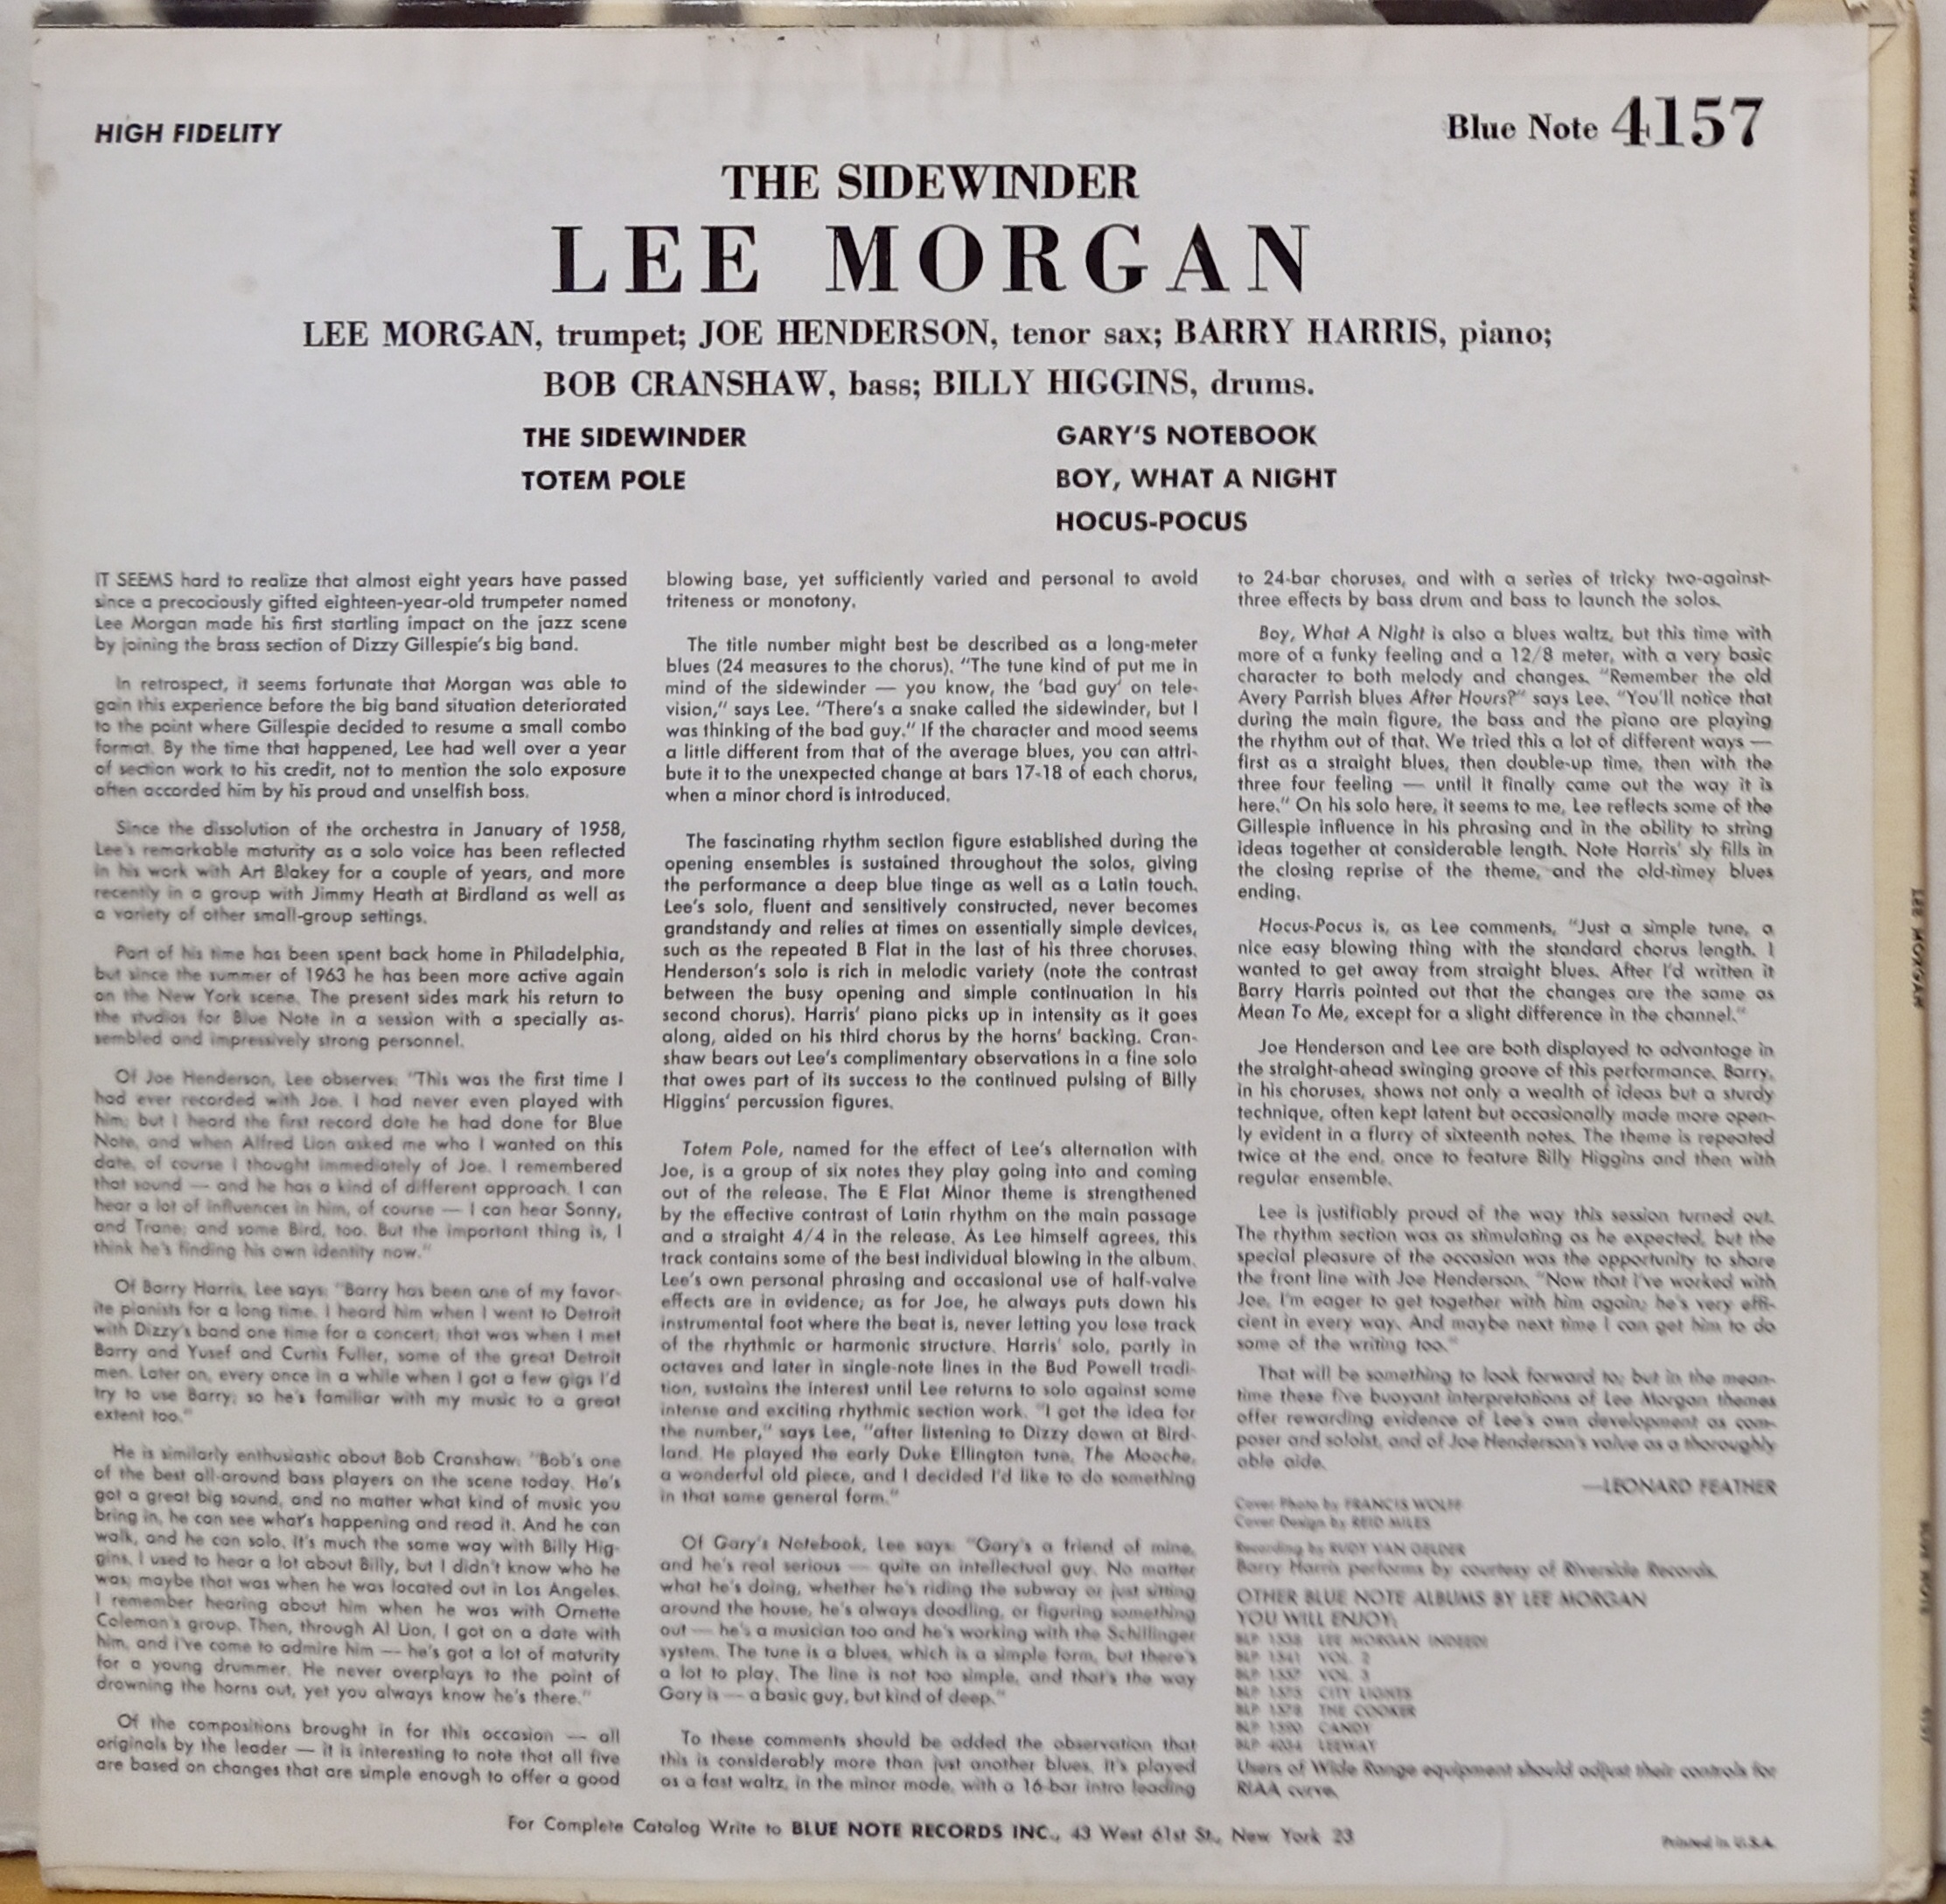 HIGH FIDELITY
Blue Note 4157
THE SIDEWINDER
LEE MORGAN
LEE MORGAN, trumpet; JOE HENDERSON, tenor sax; BARRY HARRIS, piano;
BOB CRANSHAW, bass; BILLY HIGGINS, drums.
THE SIDEWINDER
TOTEM POLE
GARY'S NOTEBOOK
BOY, WHAT A NIGHT
HOCUS-POCUS
IT SEEMS hard to realize that almost eight years have passed
since a precociously gifted eighteen-year-old trumpeter named
Lee Morgan made his first startling impact on the jazz scene
by joining the brass section of Dizzy Gillespie's big band.
In retrospect, it seems fortunate that Morgan was able to
gain this experience before the big band situation deteriorated
to the point where Gillespie decided to resume a small combo
format. By the time that happened, Lee had well over a year
of section work to his credit, not to mention the solo exposure
often accorded him by his proud and unselfish boss.
Since the dissolution of the orchestra in January of 1958,
Lee's remarkable maturity as a solo voice has been reflected
in his work with Art Blakey for a couple of years, and more
recently in a group with Jimmy Heath at Birdland as well as
a variety of other small-group settings.
Part of his time has been spent back home in Philadelphia,
but since the summer of 1963 he has been more active again
on the New York scene. The present sides mark his return to
the studios for Blue Note in a session with a specially as-
sembled and impressively strong personnel.
Of Joe Henderson, Lee observes: "This was the first time I
had ever recorded with Joe. I had never even played with
him; but I heard the first record date he had done for Blue
Note, and when Alfred Lion asked me who I wanted on this
date, of course I thought immediately of Joe. I remembered
that sound — and he has a kind of different approach. I can
hear a lot of influences in him, of course — I can hear Sonny,
and Trane; and some Bird, too. But the important thing is, I
think he's finding his own identity now."
Of Barry Harris, Lee says: "Barry has been one of my favor-
ite pianists for a long time. I heard him when I went to Detroit
with Dizzy's band one time for a concert; that was when I met
Barry and Yusef and Curtis Fuller, some of the great Detroit
men. Later on, every once in a while when I got a few gigs I'd
try to use Barry; so he's familiar with my music to a great
extent too."
He is similarly enthusiastic about Bob Cranshaw: "Bob's one
of the best all-around bass players on the scene today. He's
got a great big sound, and no matter what kind of music you
bring in, he can see what's happening and read it. And he can
walk, and he can solo. It's much the same way with Billy Hig-
gins. I used to hear a lot about Billy, but I didn't know who he
was; maybe that was when he was located out in Los Angeles.
I remember hearing about him when he was with Ornette
Coleman's group. Then, through Al Lion, I got on a date with
him, and I've come to admire him — he's got a lot of maturity
for a young drummer. He never overplays to the point of
drowning the horns out, yet you always know he's there."
Of the compositions brought in for this occasion — all
originals by the leader — it is interesting to note that all five
are based on changes that are simple enough to offer a good
blowing base, yet sufficiently varied and personal to avoid
triteness or monotony.
The title number might best be described as a long-meter
blues (24 measures to the chorus). "The tune kind of put me in
mind of the sidewinder — you know, the 'bad guy' on tele-
vision," says Lee. "There's a snake called the sidewinder, but I
was thinking of the bad guy." If the character and mood seems
a little different from that of the average blues, you can attri-
bute it to the unexpected change at bars 17-18 of each chorus,
when a minor chord is introduced.
The fascinating rhythm section figure established during the
opening ensembles is sustained throughout the solos, giving
the performance a deep blue tinge as well as a Latin touch.
Lee's solo, fluent and sensitively constructed, never becomes
grandstandy and relies at times on essentially simple devices,
such as the repeated B Flat in the last of his three choruses.
Henderson's solo is rich in melodic variety (note the contrast
between the busy opening and simple continuation in his
second chorus). Harris' piano picks up in intensity as it goes
along, aided on his third chorus by the horns' backing. Cran-
shaw bears out Lee's complimentary observations in a fine solo
that owes part of its success to the continued pulsing of Billy
Higgins' percussion figures.
Totem Pole, named for the effect of Lee's alternation with
Joe, is a group of six notes they play going into and coming
out of the release. The E Flat Minor theme is strengthened
by the effective contrast of Latin rhythm on the main passage
and a straight 4/4 in the release. As Lee himself agrees, this
track contains some of the best individual blowing in the album.
Lee's own personal phrasing and occasional use of half-valve
effects are in evidence; as for Joe, he always puts down his
instrumental foot where the beat is, never letting you lose track
of the rhythmic or harmonic structure. Harris' solo, partly in
octaves and later in single-note lines in the Bud Powell tradi-
tion, sustains the interest until Lee returns to solo against some
intense and exciting rhythmic section work. "I got the idea for
the number," says Lee, "after listening to Dizzy down at Bird-
land. He played the early Duke Ellington tune, The Mooche,
a wonderful old piece, and I decided I'd like to do something
in that same general form."
Of Gary's Notebook, Lee says: "Gary's a friend of mine,
and he's real serious — quite an intellectual guy. No matter
what he's doing, whether he's riding the subway or just sitting
around the house, he's always doodling, or figuring something
out — he's a musician too and he's working with the Schillinger
system. The tune is a blues, which is a simple form, but there's
a lot to play. The line is not too simple, and that's the way
Gary is — a basic guy, but kind of deep."
To these comments should be added the observation that
this is considerably more than just another blues. It's played
as a fast waltz, in the minor mode, with a 16-bar intro leading
to 24-bar choruses, and with a series of tricky two-against-
three effects by bass drum and bass to launch the solos.
Boy, What A Night is also a blues waltz, but this time with
more of a funky feeling and a 12/8 meter, with a very basic
character to both melody and changes. "Remember the old
Avery Parrish blues After Hours?" says Lee. "You'll notice that
during the main figure, the bass and the piano are playing
the rhythm out of that. We tried this a lot of different ways —
first as a straight blues, then double-up time, then with the
three four feeling — until it finally came out the way it is
here." On his solo here, it seems to me, Lee reflects some of the
Gillespie influence in his phrasing and in the ability to string
ideas together at considerable length. Note Harris' sly fills in
the closing reprise of the theme, and the old-timey blues
ending.
Hocus-Pocus is, as Lee comments, "Just a simple tune, a
nice easy blowing thing with the standard chorus length. I
wanted to get away from straight blues. After I'd written it
Barry Harris pointed out that the changes are the same as
Mean To Me, except for a slight difference in the channel."
Joe Henderson and Lee are both displayed to advantage in
the straight-ahead swinging groove of this performance. Barry,
in his choruses, shows not only a wealth of ideas but a sturdy
technique, often kept latent but occasionally made more open-
ly evident in a flurry of sixteenth notes. The theme is repeated
twice at the end, once to feature Billy Higgins and then with
regular ensemble.
Lee is justifiably proud of the way this session turned out.
The rhythm section was as stimulating as he expected, but the
special pleasure of the occasion was the opportunity to share
the front line with Joe Henderson. "Now that I've worked with
Joe, I'm eager to get together with him again; he's very effi-
cient in every way. And maybe next time I can get him to do
some of the writing too."
That will be something to look forward to; but in the mean-
time these five buoyant interpretations of Lee Morgan themes
offer rewarding evidence of Lee's own development as com-
poser and soloist, and of Joe Henderson's value as a thoroughly
able aide.
—LEONARD FEATHER
Cover Photo by FRANCIS WOLFF
Cover Design by REID MILES
Recording by RUDY VAN GELDER
Barry Harris performs by courtesy of Riverside Records.
OTHER BLUE NOTE ALBUMS BY LEE MORGAN
YOU WILL ENJOY:
BLP 1538 LEE MORGAN INDEED!
BLP 1541 VOL. 2
BLP 1557 VOL. 3
BLP 1575 CITY LIGHTS
BLP 1578 THE COOKER
BLP 1590 CANDY
BLP 4034 LEEWAY
Users of Wide Range equipment should adjust their controls for
RIAA curve.
For Complete Catalog Write to BLUE NOTE RECORDS INC., 43 West 61st St., New York 23
Printed in U.S.A.
THE SIDEWINDER
LEE MORGAN
BLUE NOTE
4157